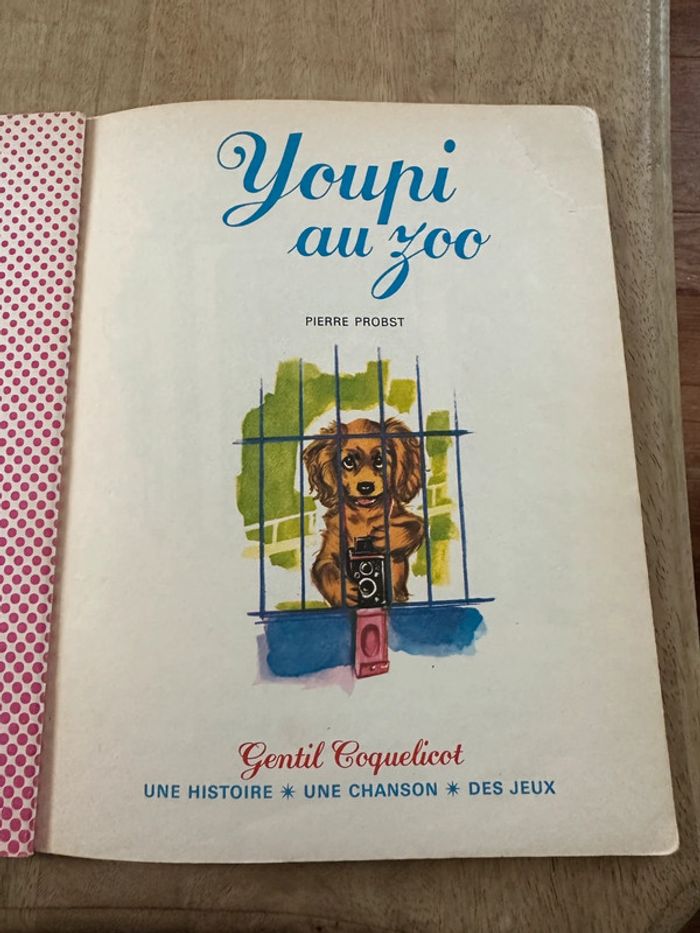 Youpi
au zoo
PIERRE PROBST
Gentil Coquelicot
UNE HISTOIRE ✴ UNE CHANSON ✴ DES JEUX